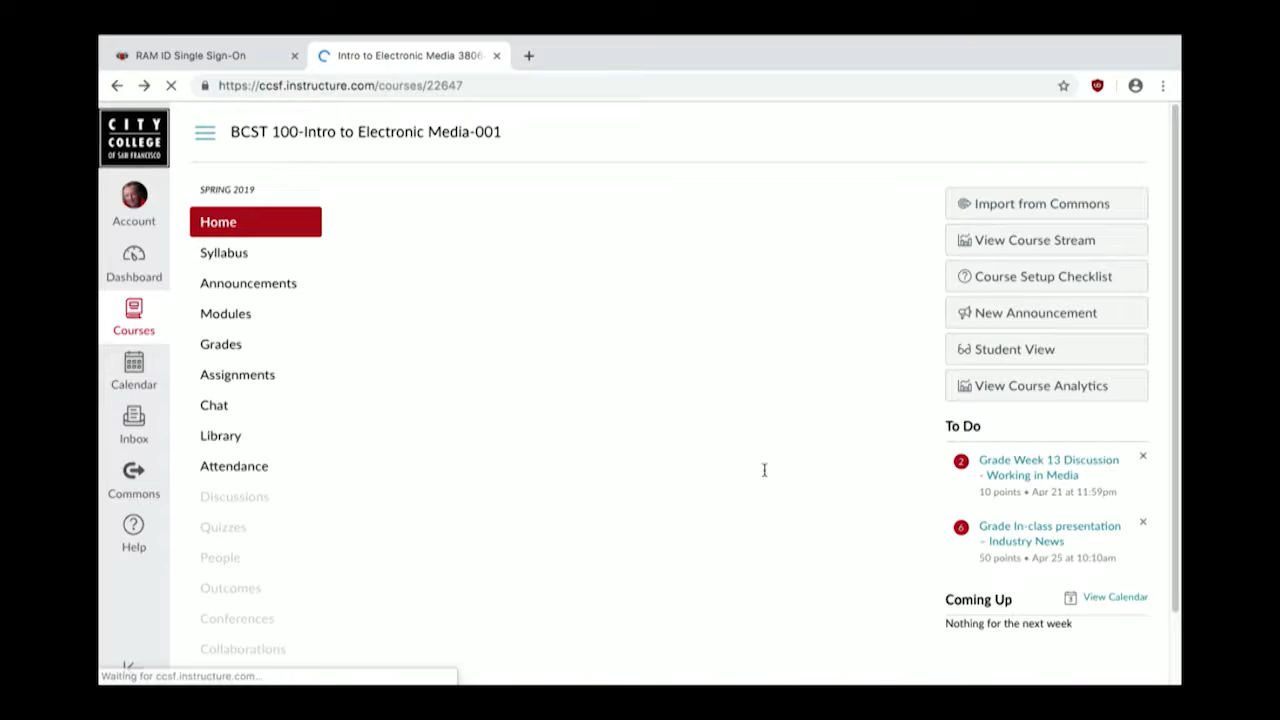 RAM ID Single Sign-On
Intro to Electronic Media 3806
https://ccsf.instructure.com/courses/22647
CITY
COLLEGE
OF SAN FRANCISCO
Account
Dashboard
Courses
Calendar
Inbox
Commons
Help
BCST 100-Intro to Electronic Media-001
SPRING 2019
Home
Syllabus
Announcements
Modules
Grades
Assignments
Chat
Library
Attendance
Discussions
Quizzes
People
Outcomes
Conferences
Collaborations
Import from Commons
View Course Stream
Course Setup Checklist
New Announcement
Student View
View Course Analytics
To Do
2
Grade Week 13 Discussion
- Working in Media
10 points • Apr 21 at 11:59pm
6
Grade In-class presentation
– Industry News
50 points • Apr 25 at 10:10am
Coming Up
View Calendar
Nothing for the next week
Waiting for ccsf.instructure.com...